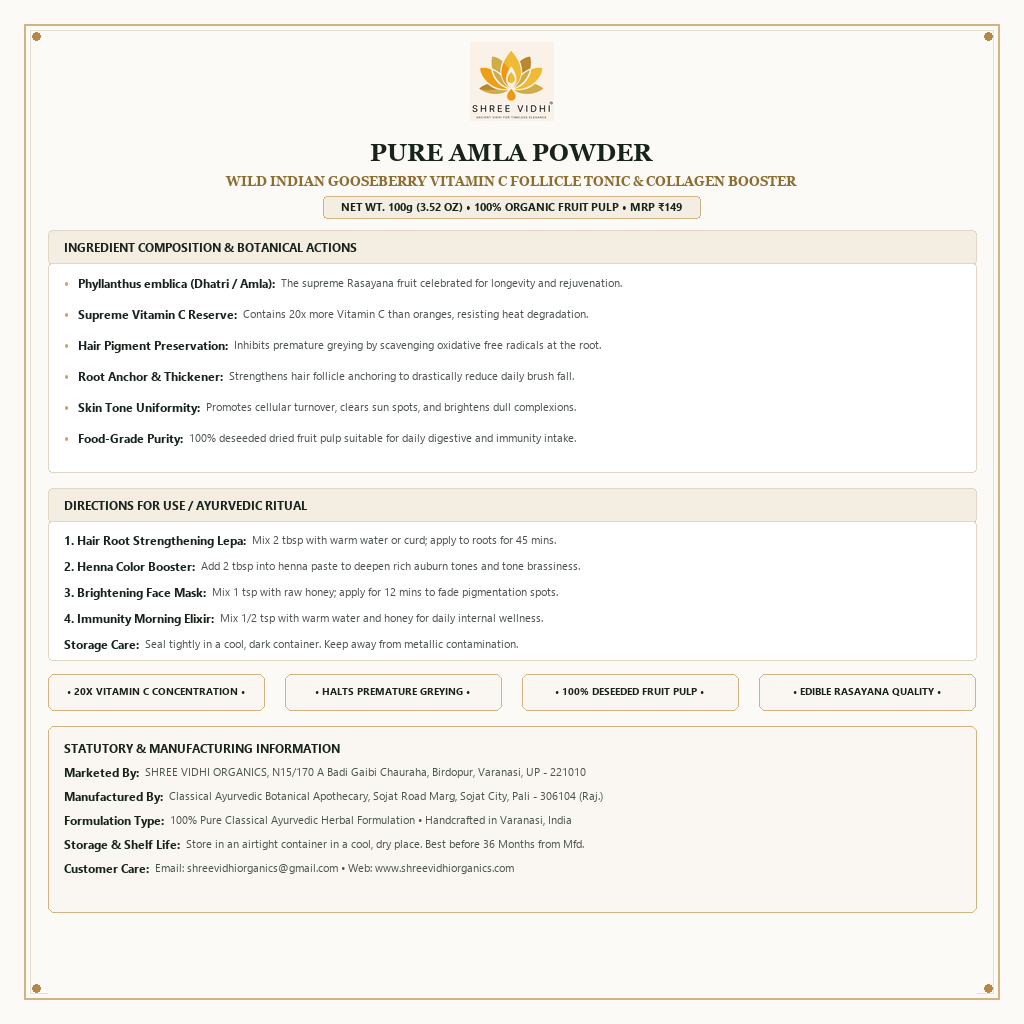 SHREE VIDHI
ANCIENT VIDHI FOR TIMELESS ELEGANCE
PURE AMLA POWDER
WILD INDIAN GOOSEBERRY VITAMIN C FOLLICLE TONIC & COLLAGEN BOOSTER
NET WT. 100g (3.52 OZ) • 100% ORGANIC FRUIT PULP • MRP ₹149
INGREDIENT COMPOSITION & BOTANICAL ACTIONS
• Phyllanthus emblica (Dhatri / Amla): The supreme Rasayana fruit celebrated for longevity and rejuvenation.
• Supreme Vitamin C Reserve: Contains 20x more Vitamin C than oranges, resisting heat degradation.
• Hair Pigment Preservation: Inhibits premature greying by scavenging oxidative free radicals at the root.
• Root Anchor & Thickener: Strengthens hair follicle anchoring to drastically reduce daily brush fall.
• Skin Tone Uniformity: Promotes cellular turnover, clears sun spots, and brightens dull complexions.
• Food-Grade Purity: 100% deseeded dried fruit pulp suitable for daily digestive and immunity intake.
DIRECTIONS FOR USE / AYURVEDIC RITUAL
1. Hair Root Strengthening Lepa: Mix 2 tbsp with warm water or curd; apply to roots for 45 mins.
2. Henna Color Booster: Add 2 tbsp into henna paste to deepen rich auburn tones and tone brassiness.
3. Brightening Face Mask: Mix 1 tsp with raw honey; apply for 12 mins to fade pigmentation spots.
4. Immunity Morning Elixir: Mix 1/2 tsp with warm water and honey for daily internal wellness.
Storage Care: Seal tightly in a cool, dark container. Keep away from metallic contamination.
• 20X VITAMIN C CONCENTRATION •
• HALTS PREMATURE GREYING •
• 100% DESEEDED FRUIT PULP •
• EDIBLE RASAYANA QUALITY •
STATUTORY & MANUFACTURING INFORMATION
Marketed By: SHREE VIDHI ORGANICS, N15/170 A Badi Gaibi Chauraha, Birdopur, Varanasi, UP - 221010
Manufactured By: Classical Ayurvedic Botanical Apothecary, Sojat Road Marg, Sojat City, Pali - 306104 (Raj.)
Formulation Type: 100% Pure Classical Ayurvedic Herbal Formulation • Handcrafted in Varanasi, India
Storage & Shelf Life: Store in an airtight container in a cool, dry place. Best before 36 Months from Mfd.
Customer Care: Email: shreevidhiorganics@gmail.com • Web: www.shreevidhiorganics.com